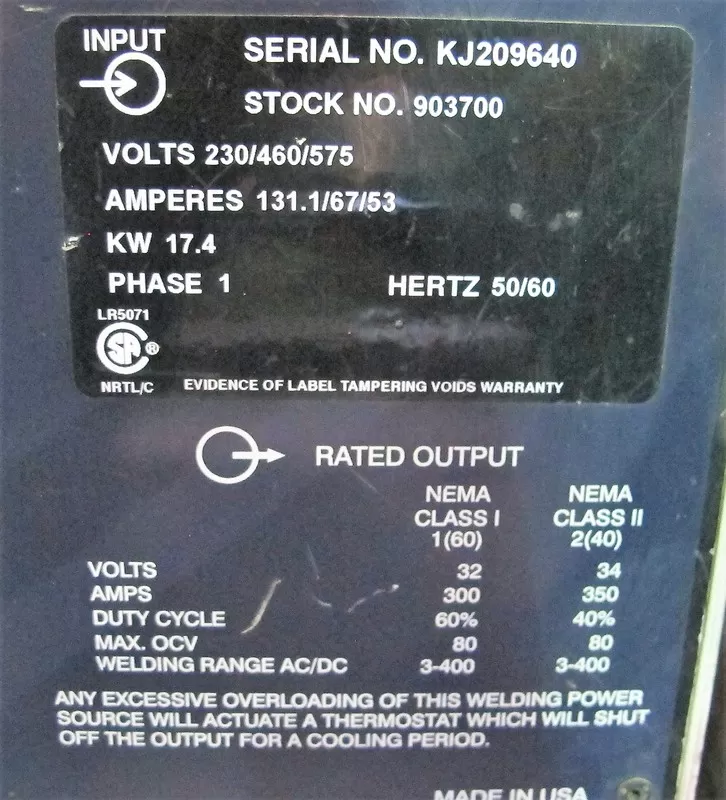 INPUT
SERIAL NO. KJ209640
STOCK NO. 903700
VOLTS 230/460/575
AMPERES 131.1/67/53
KW 17.4
PHASE 1 HERTZ 50/60
LR5071
SA®
NRTL/C EVIDENCE OF LABEL TAMPERING VOIDS WARRANTY
RATED OUTPUT
NEMA NEMA
CLASS I CLASS II
1(60) 2(40)
VOLTS 32 34
AMPS 300 350
DUTY CYCLE 60% 40%
MAX. OCV 80 80
WELDING RANGE AC/DC 3-400 3-400
ANY EXCESSIVE OVERLOADING OF THIS WELDING POWER
SOURCE WILL ACTUATE A THERMOSTAT WHICH WILL SHUT
OFF THE OUTPUT FOR A COOLING PERIOD.
MADE IN USA